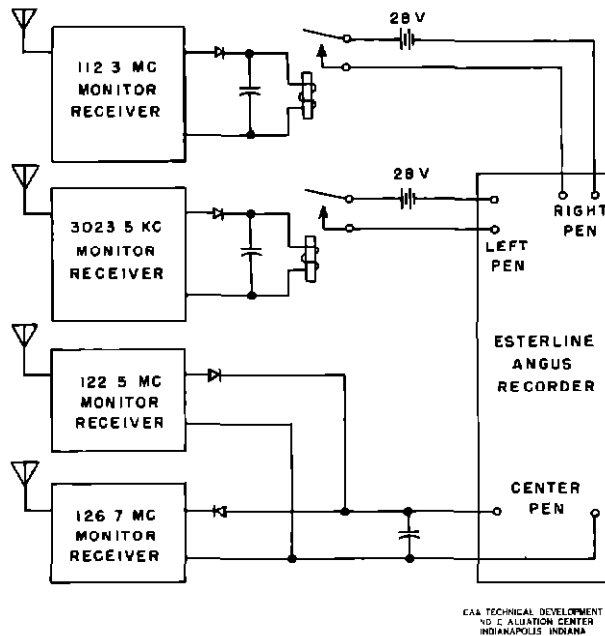 28 V
112 3 MC
MONITOR
RECEIVER
28 V
3023 5 KC
MONITOR
RECEIVER
RIGHT
PEN
LEFT
PEN
ESTERLINE
ANGUS
RECORDER
122 5 MC
MONITOR
RECEIVER
CENTER
PEN
126 7 MC
MONITOR
RECEIVER
CAA TECHNICAL DEVELOPMENT
CENTER
INDIANAPOLIS INDIANA